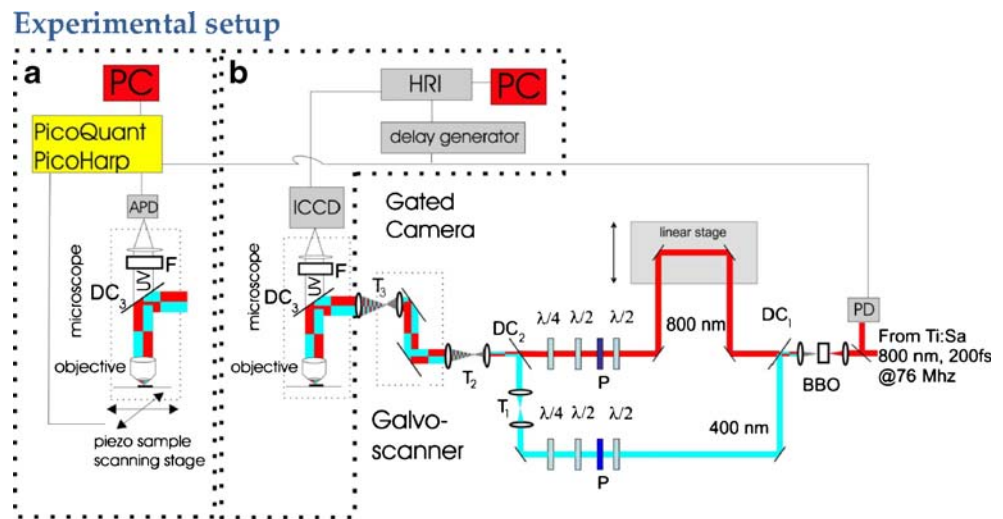 Experimental setup
a
PC
PicoQuant
PicoHarp
APD
microscope
F
UV
DC3
objective
piezo sample
scanning stage
b
HRI
PC
delay generator
ICCD
Gated
Camera
microscope
F
UV
DC3
objective
T3
T2
Galvo-
scanner
DC2
T1
λ/4 λ/2 λ/2
P
800 nm
linear stage
λ/4 λ/2 λ/2
P
400 nm
DC1
BBO
PD
From Ti:Sa
800 nm, 200fs
@76 Mhz